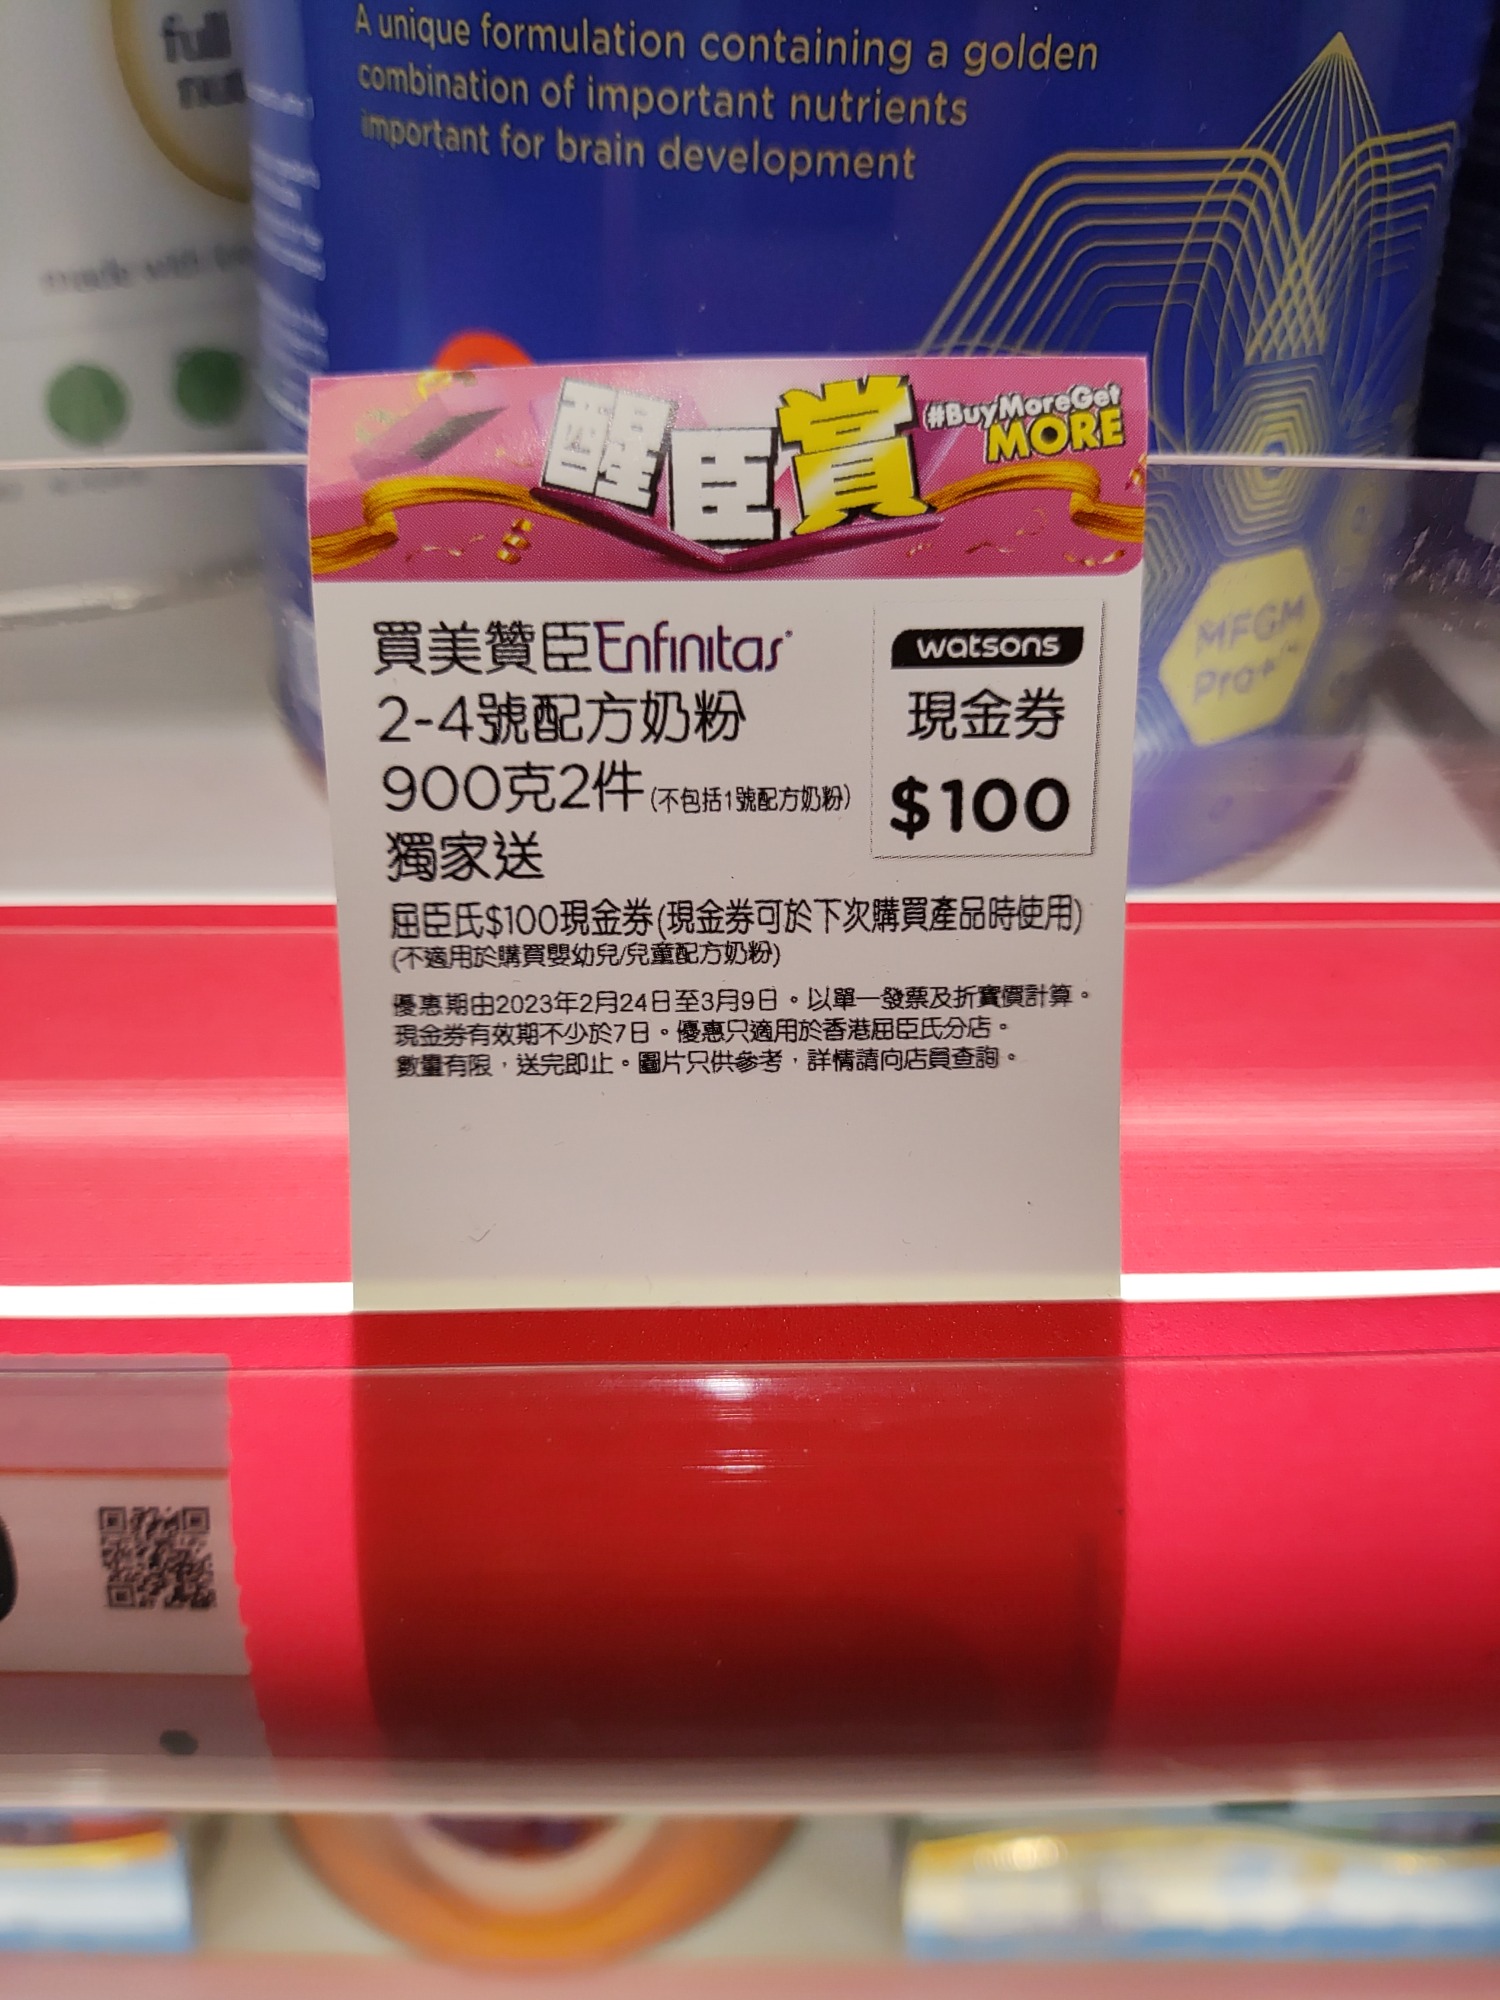 full
A unique formulation containing a golden
combination of important nutrients
important for brain development
made with
醒臣賞
#BuyMoreGet
MORE
MFGM
Pro+™
買美贊臣Enfinitas®
2-4號配方奶粉
900克2件(不包括1號配方奶粉)
獨家送
watsons
現金券
$100
屈臣氏$100現金券(現金券可於下次購買產品時使用)
(不適用於購買嬰幼兒/兒童配方奶粉)
優惠期由2023年2月24日至3月9日。以單一發票及折實價計算。
現金券有效期不少於7日。優惠只適用於香港屈臣氏分店。
數量有限，送完即止。圖片只供參考，詳情請向店員查詢。